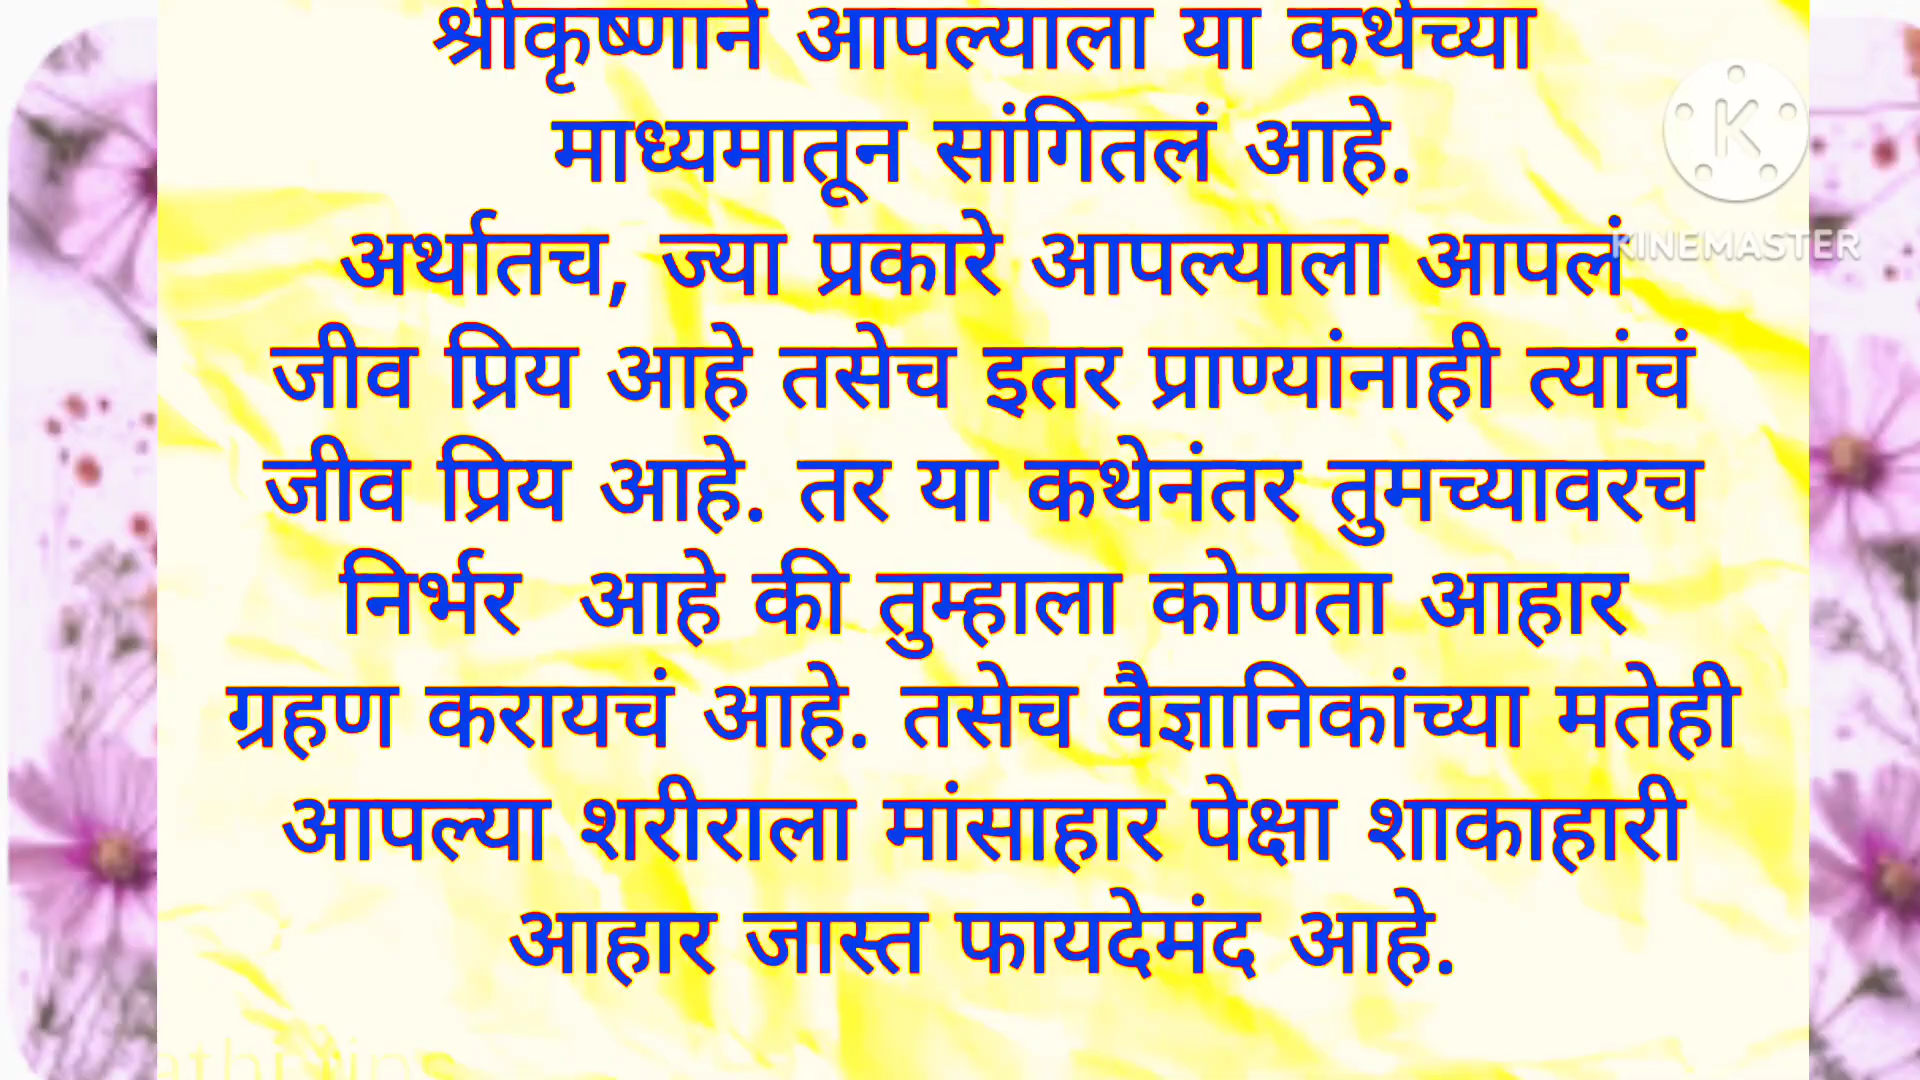 श्रीकृष्णाने आपल्याला या कथेच्या
माध्यमातून सांगितलं आहे.
अर्थातच, ज्या प्रकारे आपल्याला आपलं
जीव प्रिय आहे तसेच इतर प्राण्यांनाही त्यांचं
जीव प्रिय आहे. तर या कथेनंतर तुमच्यावरच
निर्भर  आहे की तुम्हाला कोणता आहार
ग्रहण करायचं आहे. तसेच वैज्ञानिकांच्या मतेही
आपल्या शरीराला मांसाहार पेक्षा शाकाहारी
आहार जास्त फायदेमंद आहे.
K
KINEMASTER